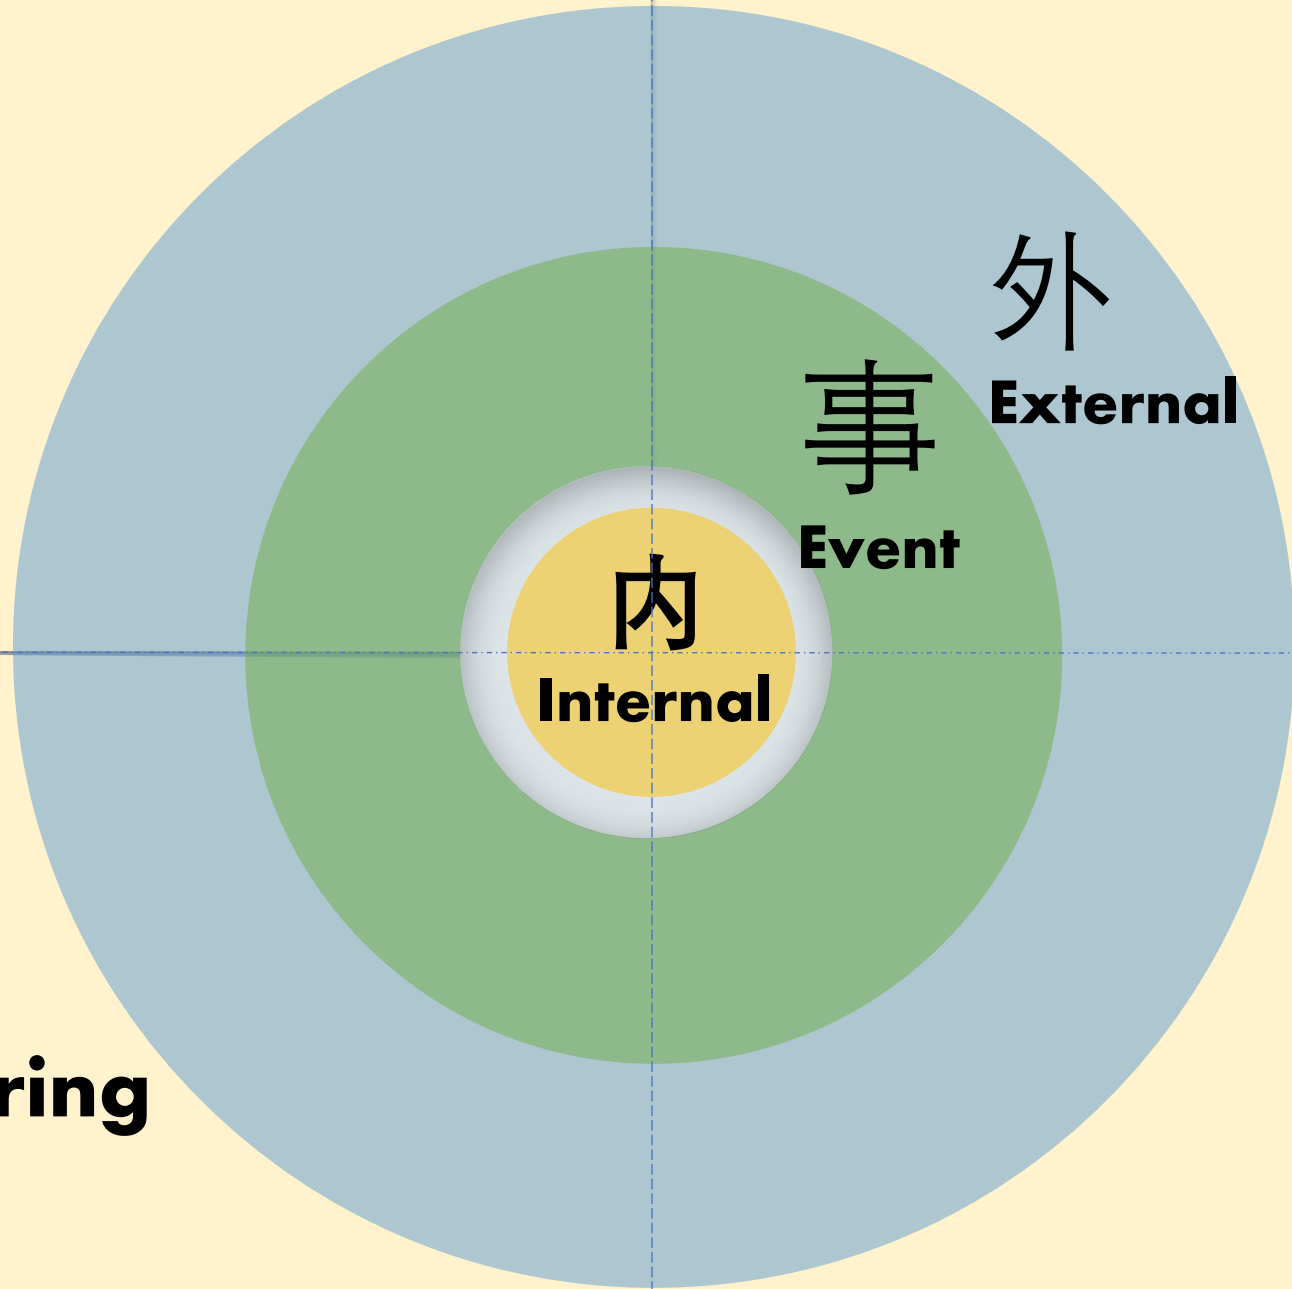 外
External
事
Event
内
Internal
ring